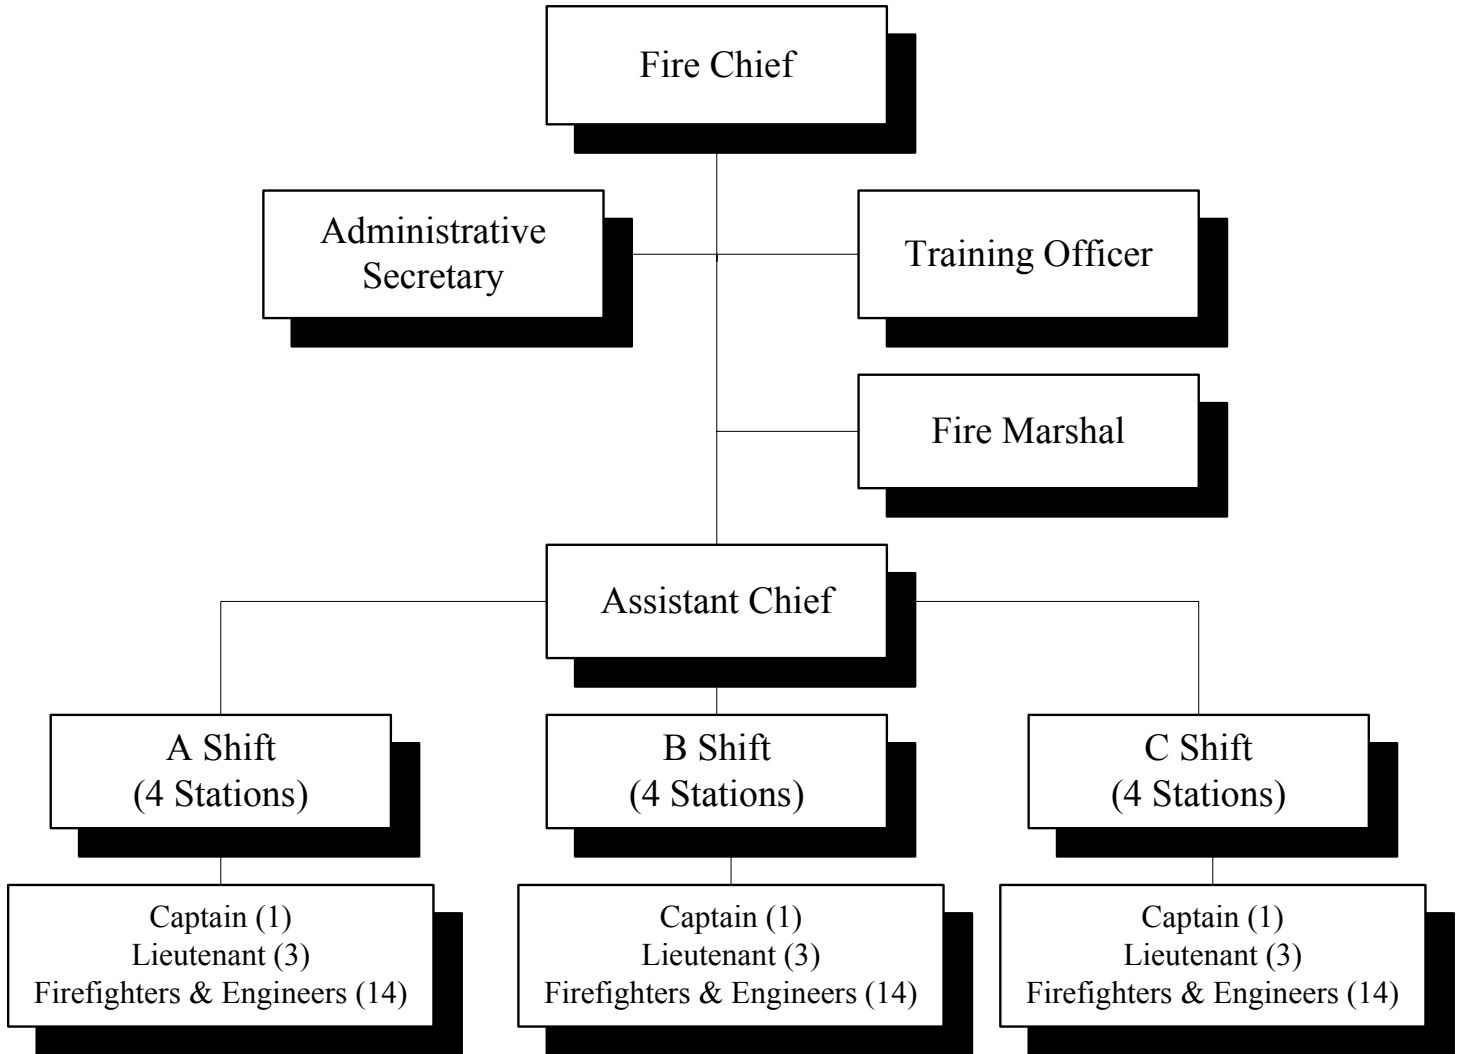 Fire Chief
Administrative
Secretary
Training Officer
Fire Marshal
Assistant Chief
A Shift
(4 Stations)
B Shift
(4 Stations)
C Shift
(4 Stations)
Captain (1)
Lieutenant (3)
Firefighters & Engineers (14)
Captain (1)
Lieutenant (3)
Firefighters & Engineers (14)
Captain (1)
Lieutenant (3)
Firefighters & Engineers (14)